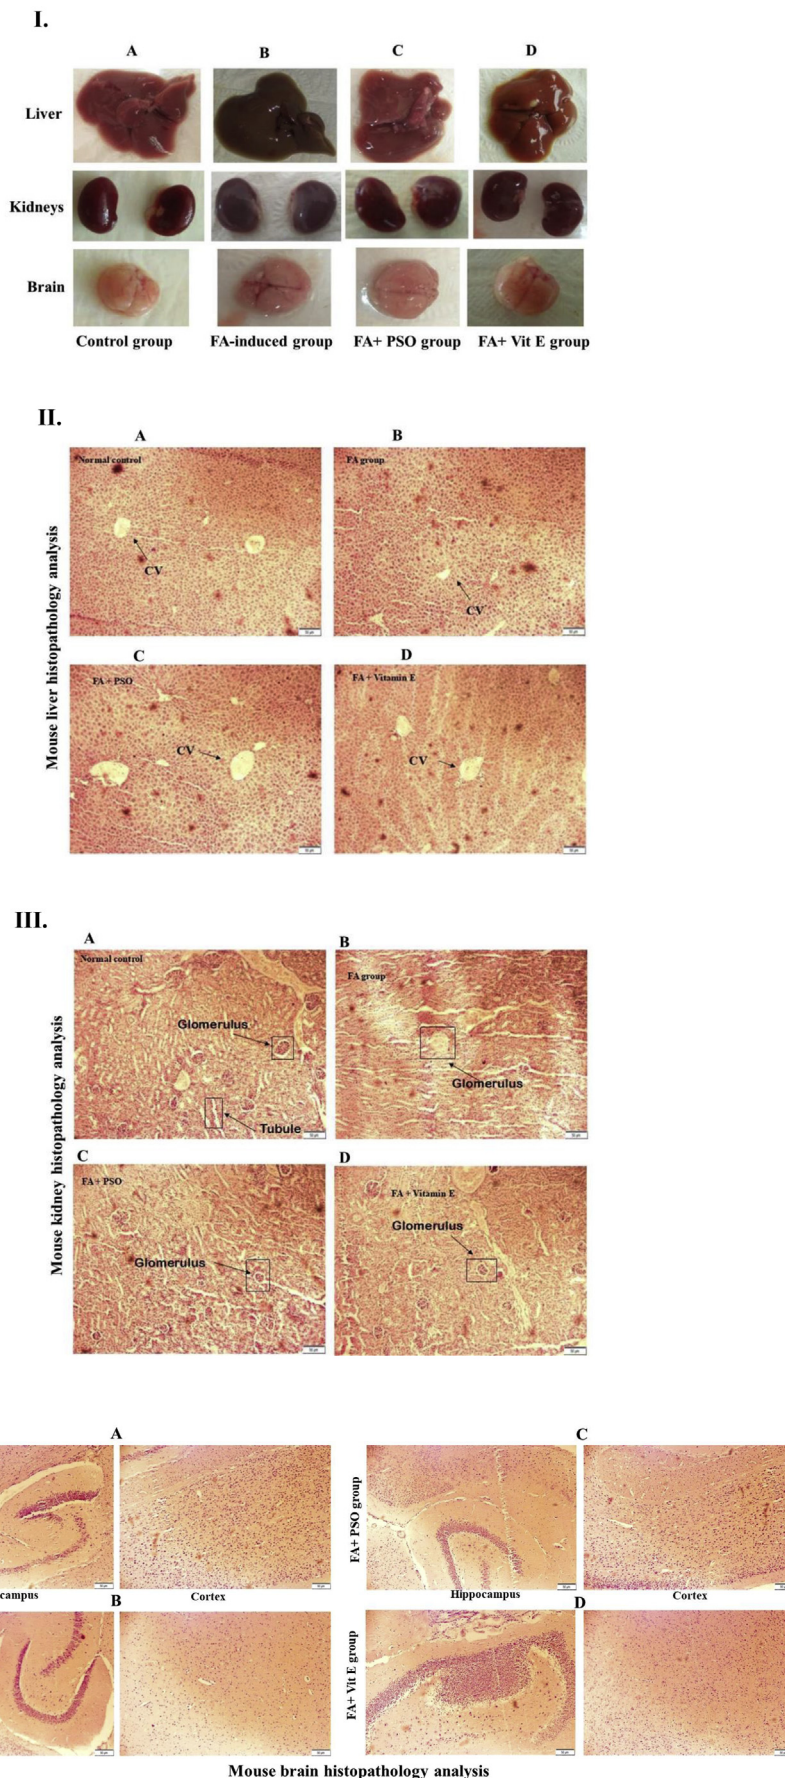 I.
A
B
C
D
Liver
Kidneys
Brain
Control group
FA-induced group
FA+ PSO group
FA+ Vit E group
II.
Mouse liver histopathology analysis
A
Normal control
CV
B
FA group
CV
C
FA + PSO
CV
D
FA + Vitamin E
CV
III.
Mouse kidney histopathology analysis
A
Normal control
Glomerulus
Tubule
B
FA group
Glomerulus
C
FA + PSO
Glomerulus
D
FA + Vitamin E
Glomerulus
A
campus
Cortex
B
C
FA+ PSO group
Hippocampus
Cortex
D
FA+ Vit E group
Mouse brain histopathology analysis